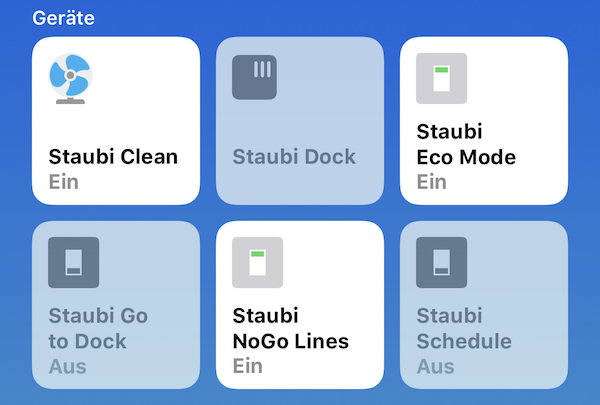 Geräte
Staubi Clean
Ein
Staubi Dock
Staubi
Eco Mode
Ein
Staubi Go
to Dock
Aus
Staubi
NoGo Lines
Ein
Staubi
Schedule
Aus